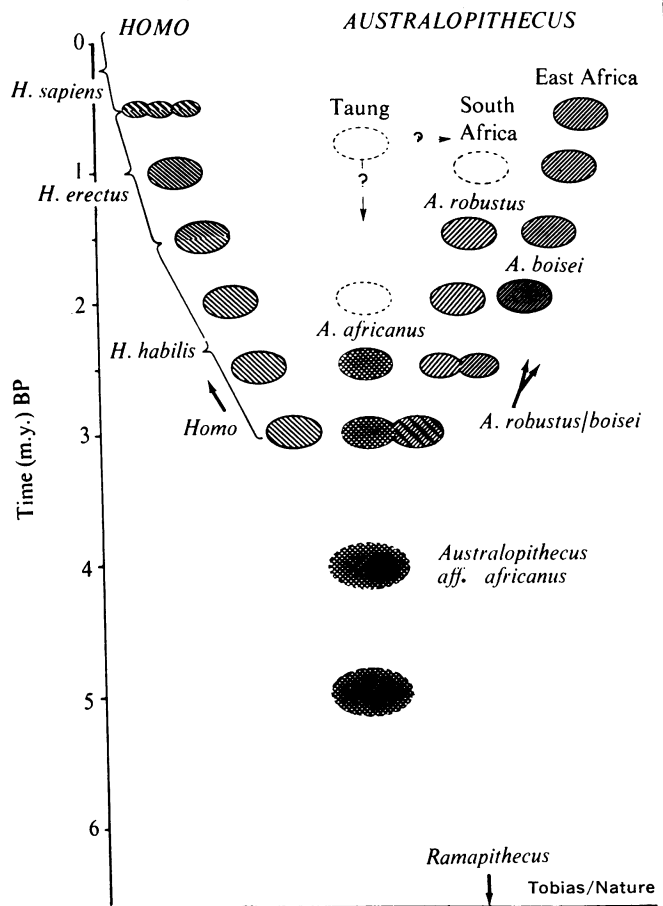 HOMO
AUSTRALOPITHECUS
0
East Africa
H. sapiens
Taung
South
Africa
?
1
?
H. erectus
A. robustus
A. boisei
2
A. africanus
H. habilis
Homo
A. robustus/boisei
3
Time (m.y.) BP
Australopithecus
aff. africanus
4
5
6
Ramapithecus
Tobias/Nature